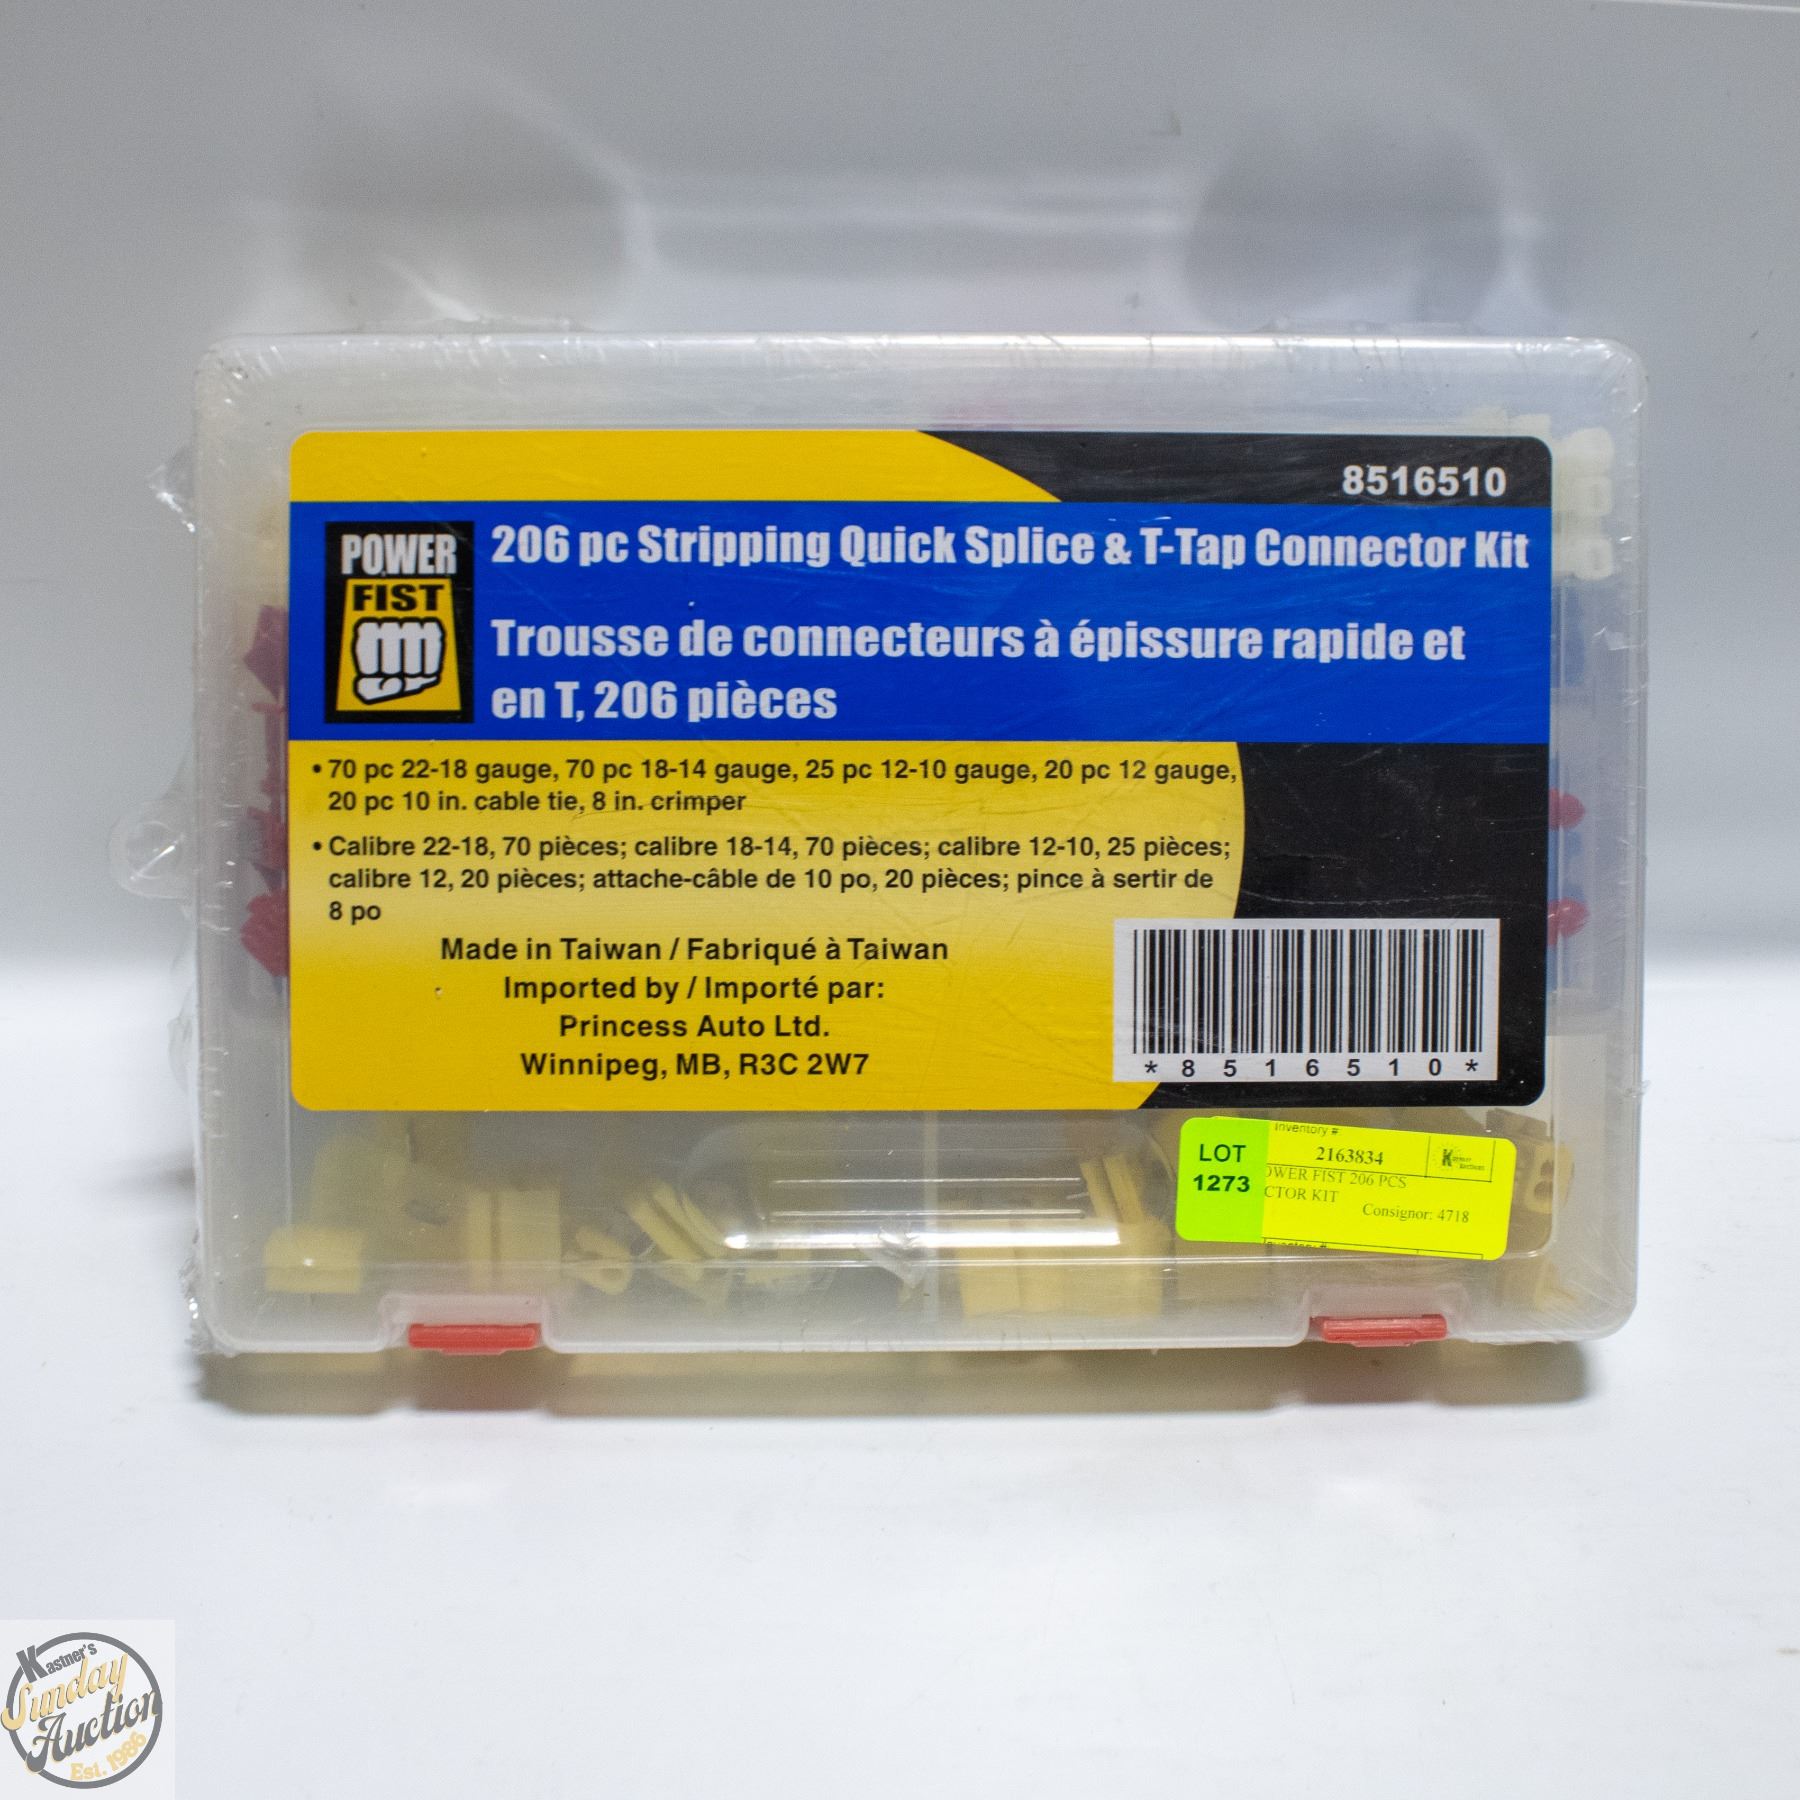 8516510
POWER
FIST
206 pc Stripping Quick Splice & T-Tap Connector Kit
Trousse de connecteurs à épissure rapide et
en T, 206 pièces
• 70 pc 22-18 gauge, 70 pc 18-14 gauge, 25 pc 12-10 gauge, 20 pc 12 gauge,
20 pc 10 in. cable tie, 8 in. crimper
• Calibre 22-18, 70 pièces; calibre 18-14, 70 pièces; calibre 12-10, 25 pièces;
calibre 12, 20 pièces; attache-câble de 10 po, 20 pièces; pince à sertir de
8 po
Made in Taiwan / Fabriqué à Taiwan
Imported by / Importé par:
Princess Auto Ltd.
Winnipeg, MB, R3C 2W7
*8516510*
LOT
1273
Inventory #:
2163834
OWER FIST 206 PCS
CTOR KIT
Consignor: 4718
Kastner's
Sunday
Auction
Est. 1986